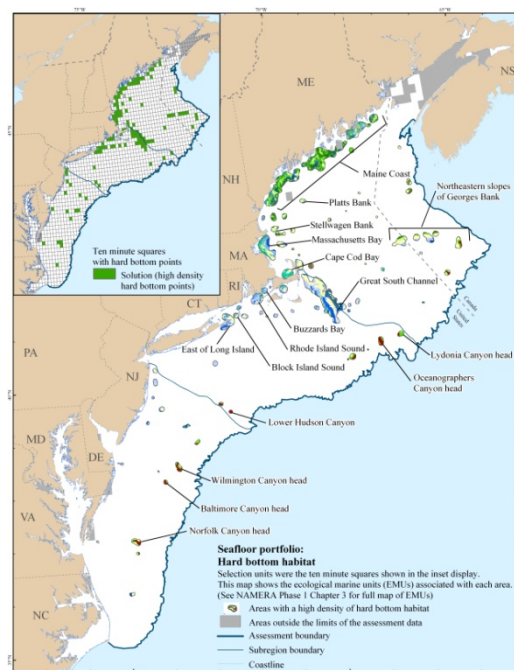 ME
NS
NH
MA
RI
CT
PA
NJ
MD
DE
VA
NC
Ten minute squares
with hard bottom points
Solution (high density
hard bottom points)
Maine Coast
Platts Bank
Stellwagen Bank
Massachusetts Bay
Cape Cod Bay
Northeastern slopes
of Georges Bank
Great South Channel
Buzzards Bay
Rhode Island Sound
Block Island Sound
East of Long Island
Canada
United States
Lydonia Canyon head
Oceanographers
Canyon head
Lower Hudson Canyon
Wilmington Canyon head
Baltimore Canyon head
Norfolk Canyon head
Seafloor portfolio:
Hard bottom habitat
Selection units were the ten minute squares shown in the inset display.
This map shows the ecological marine units (EMUs) associated with each area.
(See NAMERA Phase 1 Chapter 3 for full map of EMUs)
Areas with a high density of hard bottom habitat
Areas outside the limits of the assessment data
Assessment boundary
Subregion boundary
Coastline